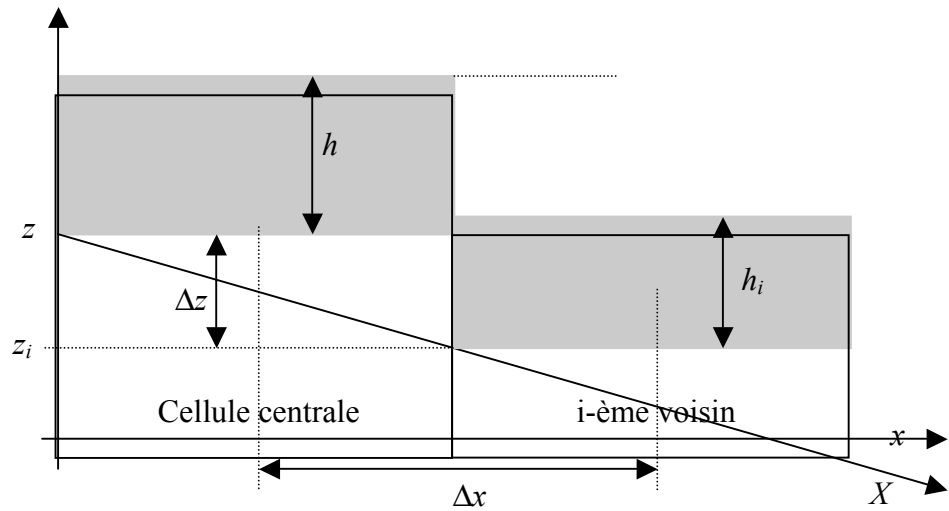 h
z
Δz
h_i
z_i
Cellule centrale
i-ème voisin
x
Δx
X